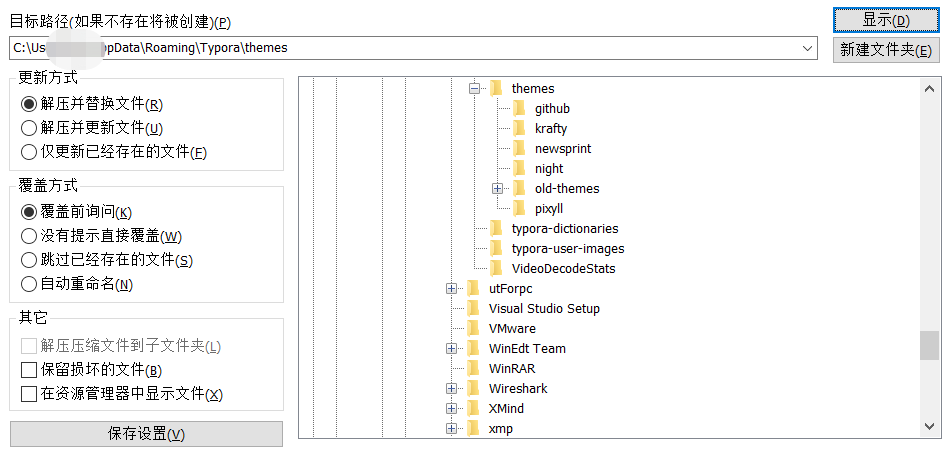 目标路径(如果不存在将被创建)(P)
显示(D)
C:\Us pData\Roaming\Typora\themes
新建文件夹(E)
更新方式
解压并替换文件(R)
解压并更新文件(U)
仅更新已经存在的文件(F)
覆盖方式
覆盖前询问(K)
没有提示直接覆盖(W)
跳过已经存在的文件(S)
自动重命名(N)
其它
解压压缩文件到子文件夹(L)
保留损坏的文件(B)
在资源管理器中显示文件(X)
保存设置(V)
themes
github
krafty
newsprint
night
old-themes
pixyll
typora-dictionaries
typora-user-images
VideoDecodeStats
utForpc
Visual Studio Setup
VMware
WinEdt Team
WinRAR
Wireshark
XMind
xmp